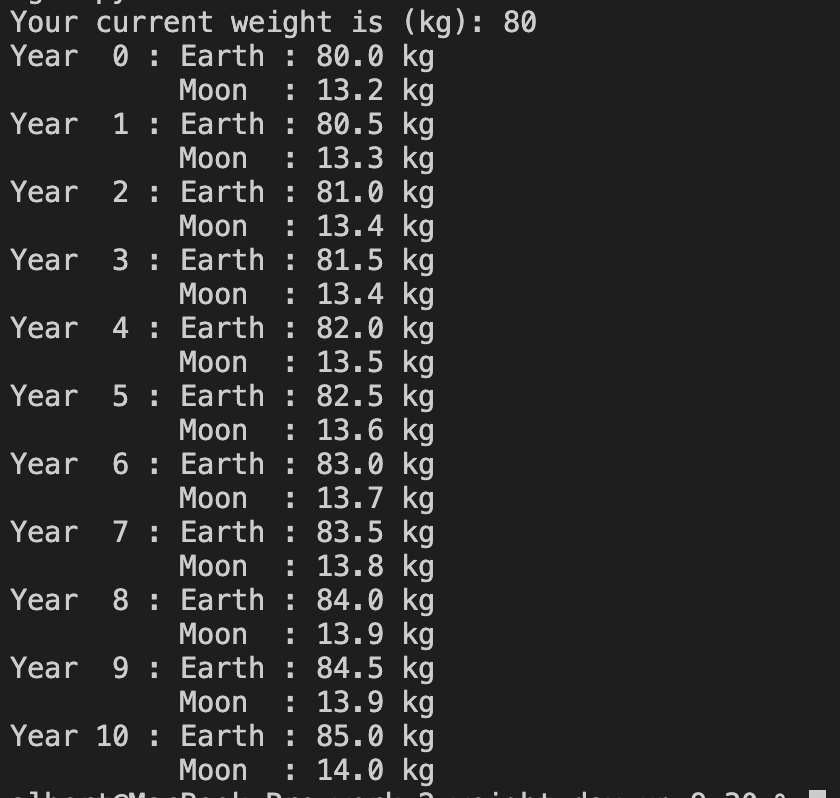 Your current weight is (kg): 80
Year  0 : Earth : 80.0 kg
          Moon  : 13.2 kg
Year  1 : Earth : 80.5 kg
          Moon  : 13.3 kg
Year  2 : Earth : 81.0 kg
          Moon  : 13.4 kg
Year  3 : Earth : 81.5 kg
          Moon  : 13.4 kg
Year  4 : Earth : 82.0 kg
          Moon  : 13.5 kg
Year  5 : Earth : 82.5 kg
          Moon  : 13.6 kg
Year  6 : Earth : 83.0 kg
          Moon  : 13.7 kg
Year  7 : Earth : 83.5 kg
          Moon  : 13.8 kg
Year  8 : Earth : 84.0 kg
          Moon  : 13.9 kg
Year  9 : Earth : 84.5 kg
          Moon  : 13.9 kg
Year 10 : Earth : 85.0 kg
          Moon  : 14.0 kg